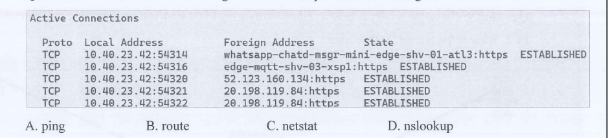 Active Connections
Proto Local Address Foreign Address State
TCP 10.40.23.42:54314 whatsapp-chatd-msgr-mini-edge-shv-01-atl3:https ESTABLISHED
TCP 10.40.23.42:54316 edge-mqtt-shv-03-xsp1:https ESTABLISHED
TCP 10.40.23.42:54320 52.123.160.134:https ESTABLISHED
TCP 10.40.23.42:54321 20.198.119.84:https ESTABLISHED
TCP 10.40.23.42:54322 20.198.119.84:https ESTABLISHED
A. ping B. route C. netstat D. nslookup